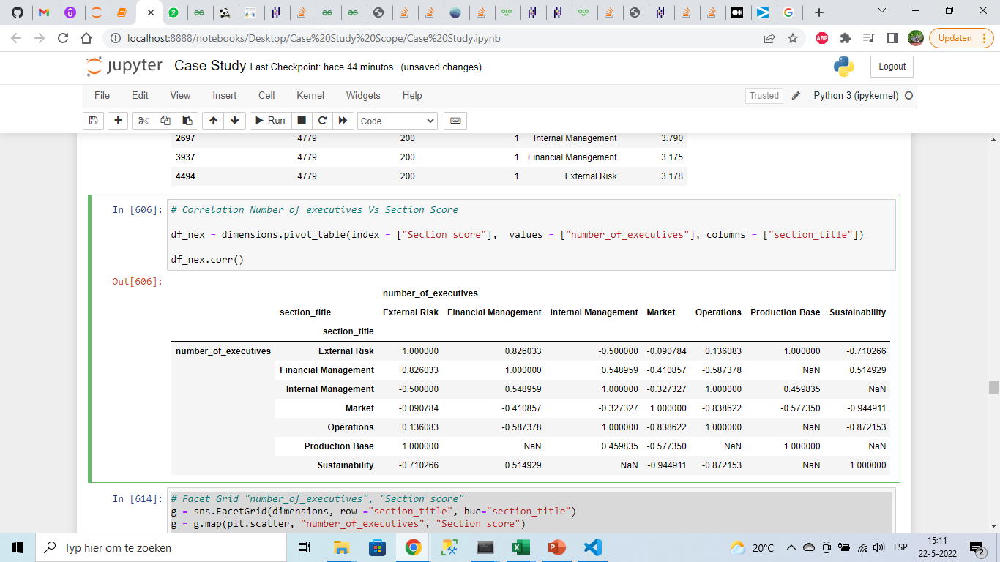 localhost:8888/notebooks/Desktop/Case%20Study%20Scope/Case%20Study.ipynb
ABP
Updaten
jupyter Case Study Last Checkpoint: hace 44 minutos (unsaved changes)
Logout
File Edit View Insert Cell Kernel Widgets Help
Trusted
Python 3 (ipykernel)
Run
Code
2697 4779 200 1 Internal Management 3.790
3937 4779 200 1 Financial Management 3.175
4494 4779 200 1 External Risk 3.178
In [606]: # Correlation Number of executives Vs Section Score
df_nex = dimensions.pivot_table(index = ["Section score"],  values = ["number_of_executives"], columns = ["section_title"])
df_nex.corr()
Out[606]:
number_of_executives
section_title External Risk Financial Management Internal Management Market Operations Production Base Sustainability
section_title
number_of_executives External Risk 1.000000 0.826033 -0.500000 -0.090784 0.136083 1.000000 -0.710266
Financial Management 0.826033 1.000000 0.548959 -0.410857 -0.587378 NaN 0.514929
Internal Management -0.500000 0.548959 1.000000 -0.327327 1.000000 0.459835 NaN
Market -0.090784 -0.410857 -0.327327 1.000000 -0.838622 -0.577350 -0.944911
Operations 0.136083 -0.587378 1.000000 -0.838622 1.000000 NaN -0.872153
Production Base 1.000000 NaN 0.459835 -0.577350 NaN 1.000000 NaN
Sustainability -0.710266 0.514929 NaN -0.944911 -0.872153 NaN 1.000000
In [614]: # Facet Grid "number_of_executives", "Section score"
g = sns.FacetGrid(dimensions, row ="section_title", hue="section_title")
g = g.map(plt.scatter, "number_of_executives", "Section score")
Typ hier om te zoeken
20°C
ESP
15:11
22-5-2022
2